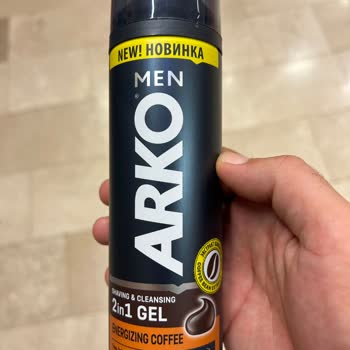 NEW! НОВИНКА
MEN
ARKO
SHAVING & CLEANSING
2in1 GEL
ENERGIZING COFFEE